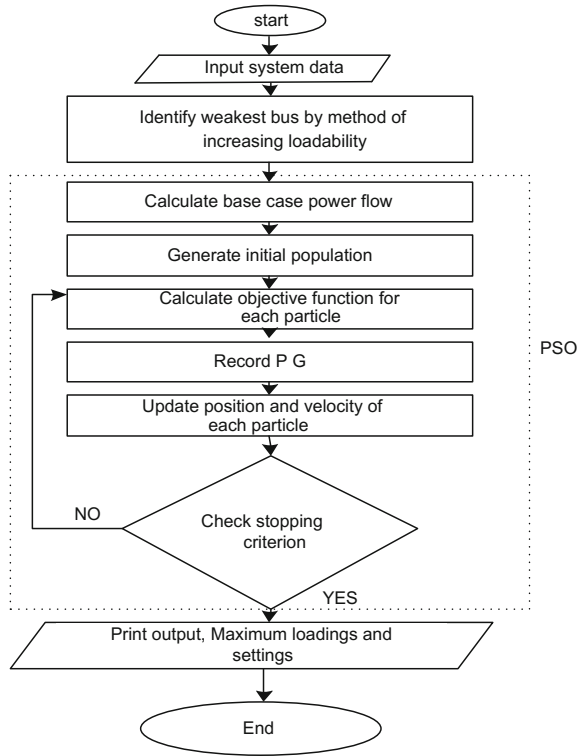 start
Input system data
Identify weakest bus by method of
increasing loadability
Calculate base case power flow
Generate initial population
Calculate objective function for
each particle
PSO
Record P G
Update position and velocity of
each particle
NO
Check stopping
criterion
YES
Print output, Maximum loadings and
settings
End